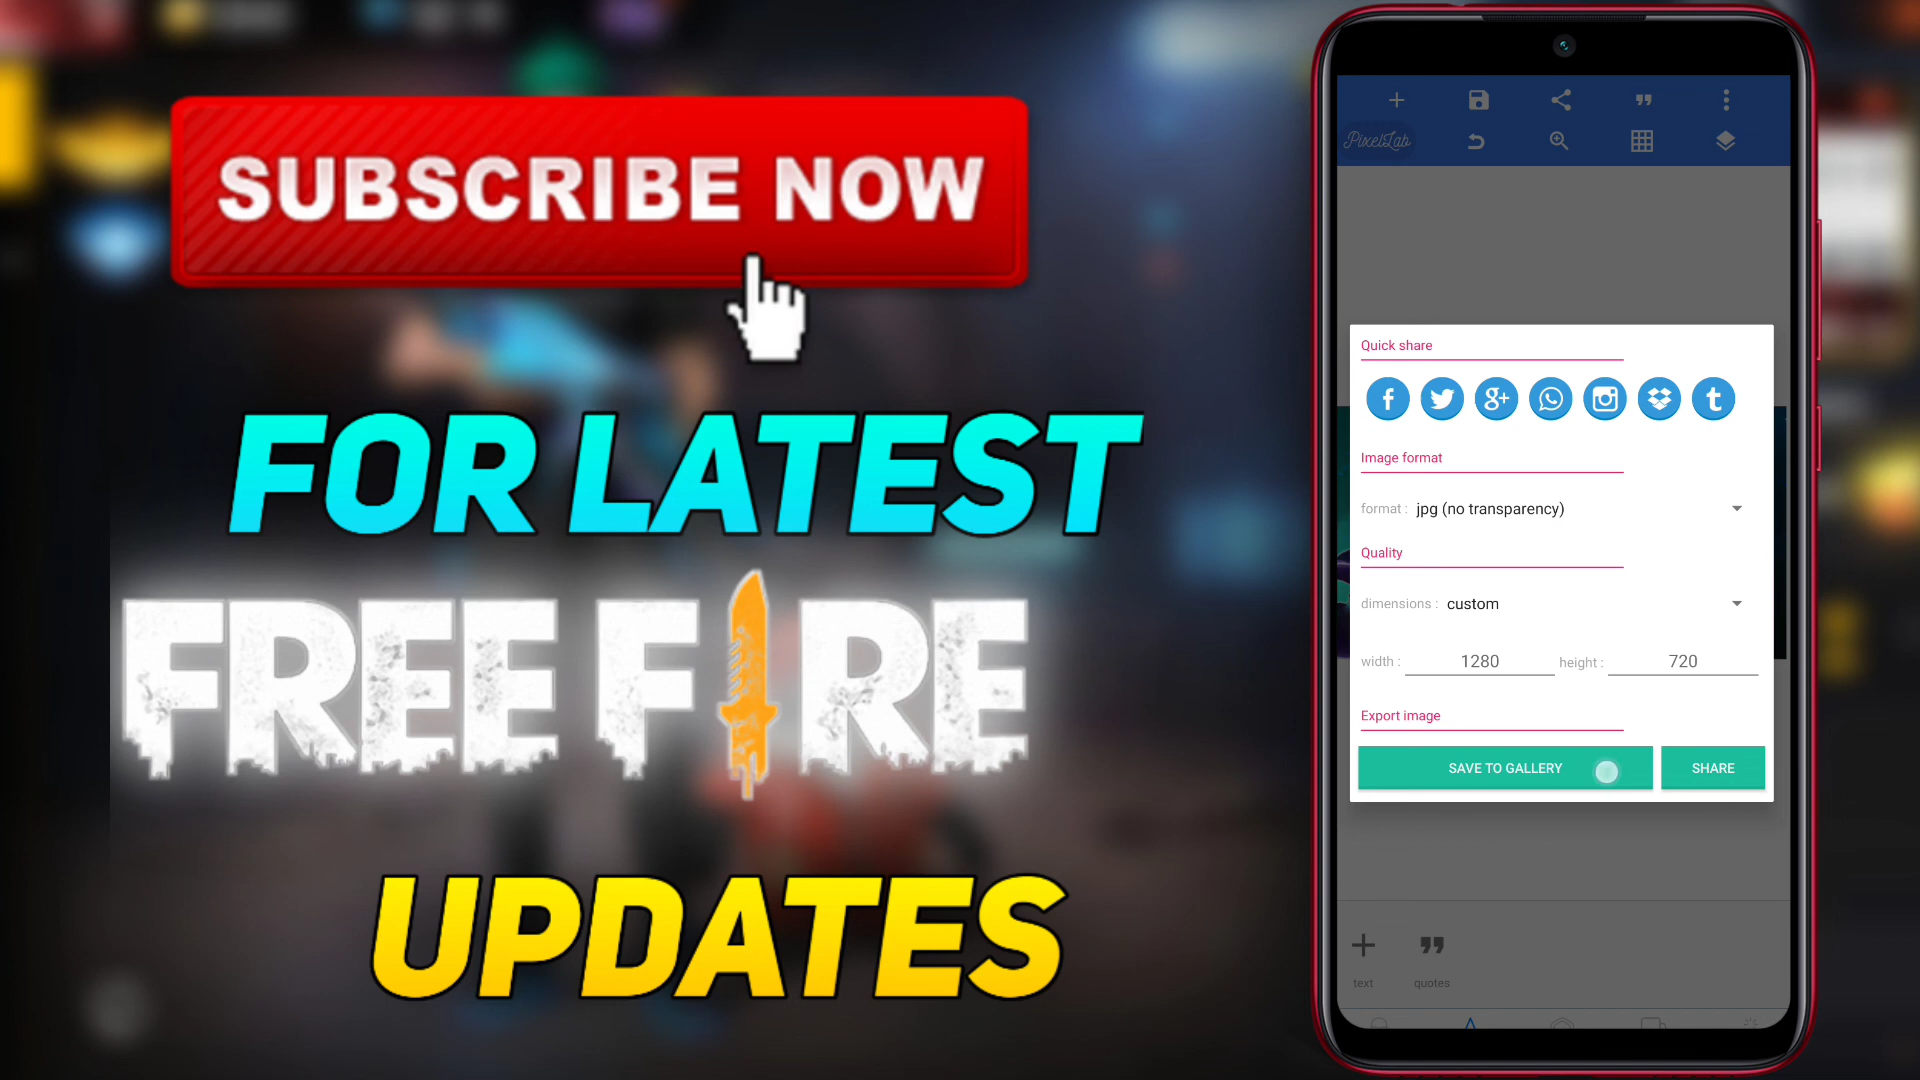 SUBSCRIBE NOW
FOR LATEST
FREE FIRE
UPDATES
PixelLab
Quick share
Image format
format : jpg (no transparency)
Quality
dimensions : custom
width : 1280 height : 720
Export image
SAVE TO GALLERY SHARE
text quotes